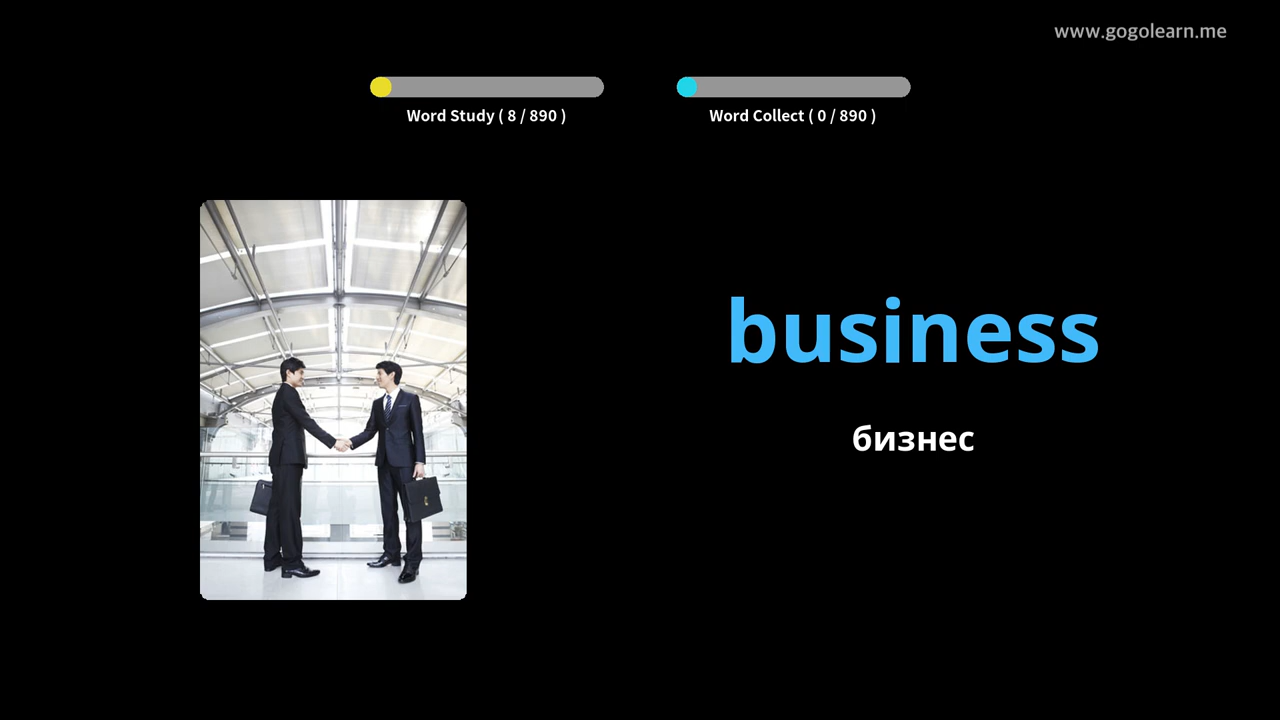 www.gogolearn.me
Word Study ( 8 / 890 )
Word Collect ( 0 / 890 )
business
бизнес